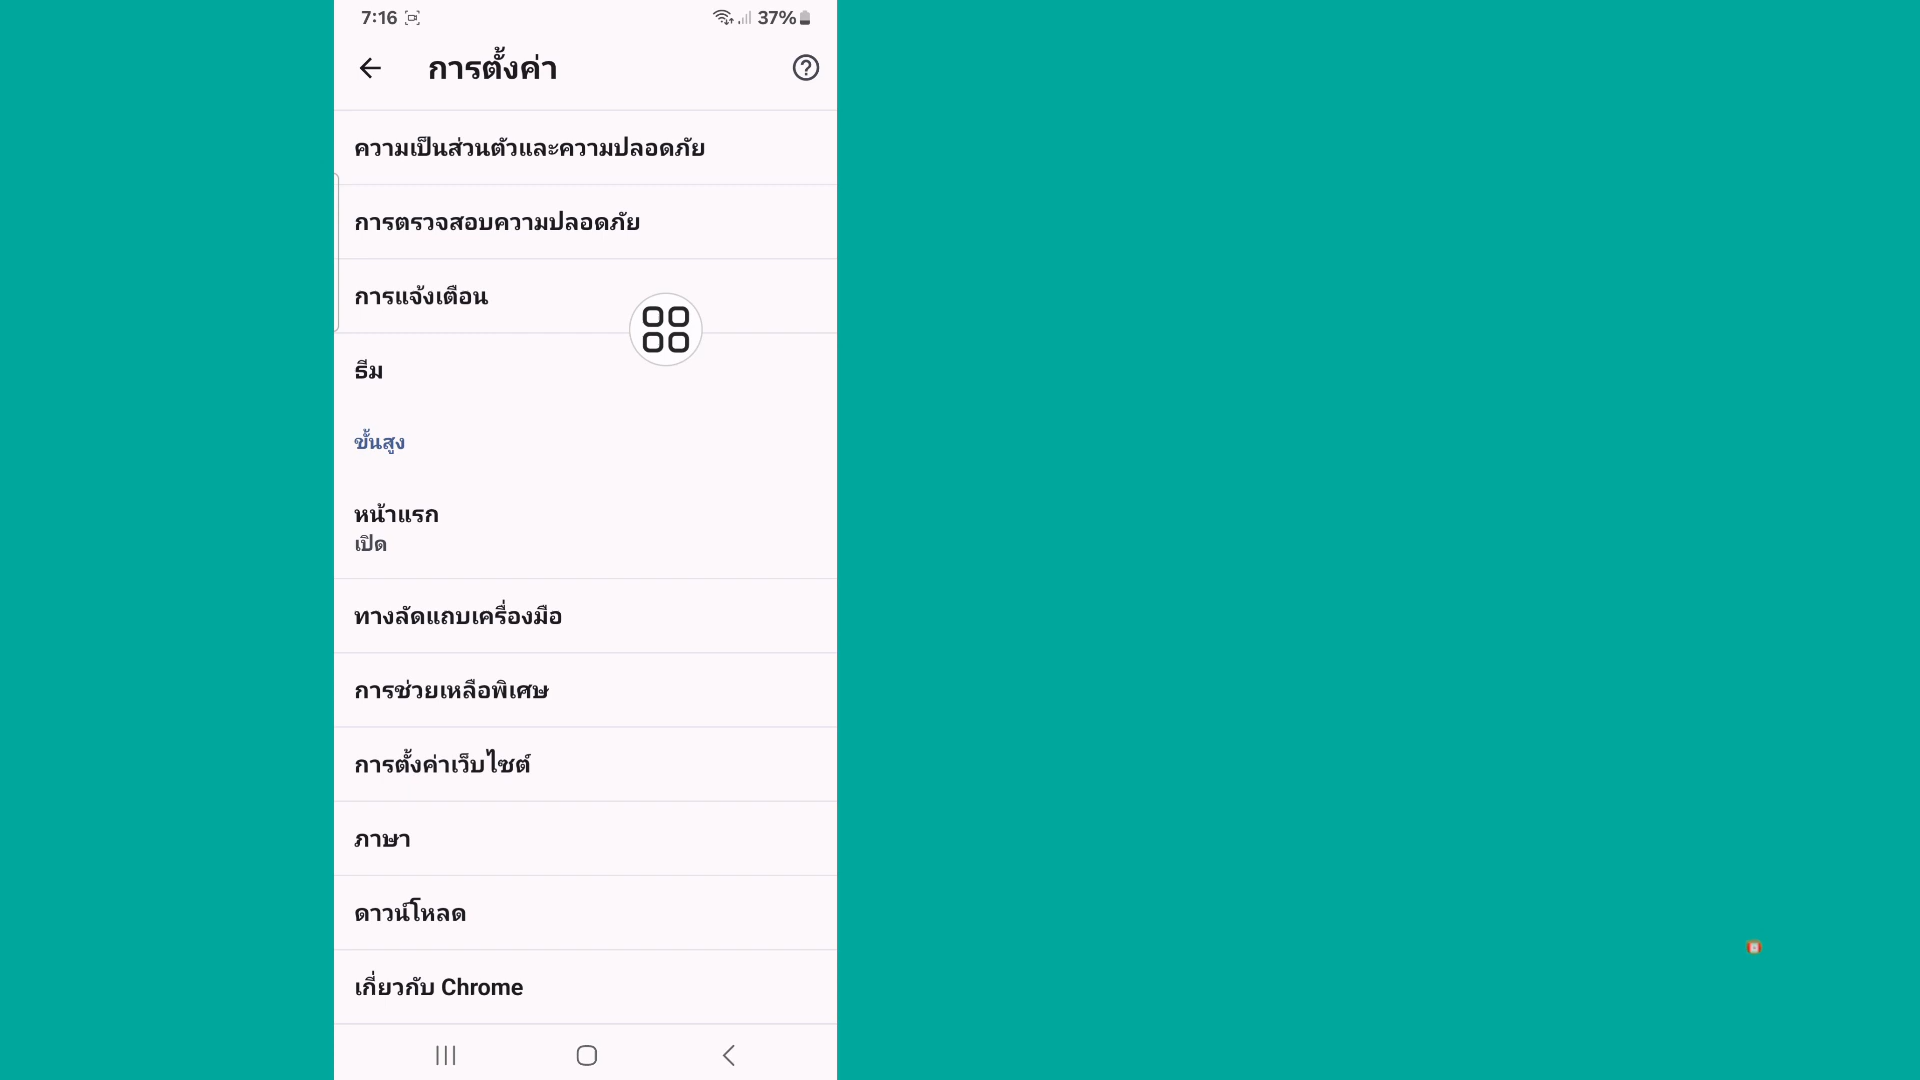 7:16 37%
การตั้งค่า
ความเป็นส่วนตัวและความปลอดภัย
การตรวจสอบความปลอดภัย
การแจ้งเตือน
ธีม
ขั้นสูง
หน้าแรก
เปิด
ทางลัดแถบเครื่องมือ
การช่วยเหลือพิเศษ
การตั้งค่าเว็บไซต์
ภาษา
ดาวน์โหลด
เกี่ยวกับ Chrome